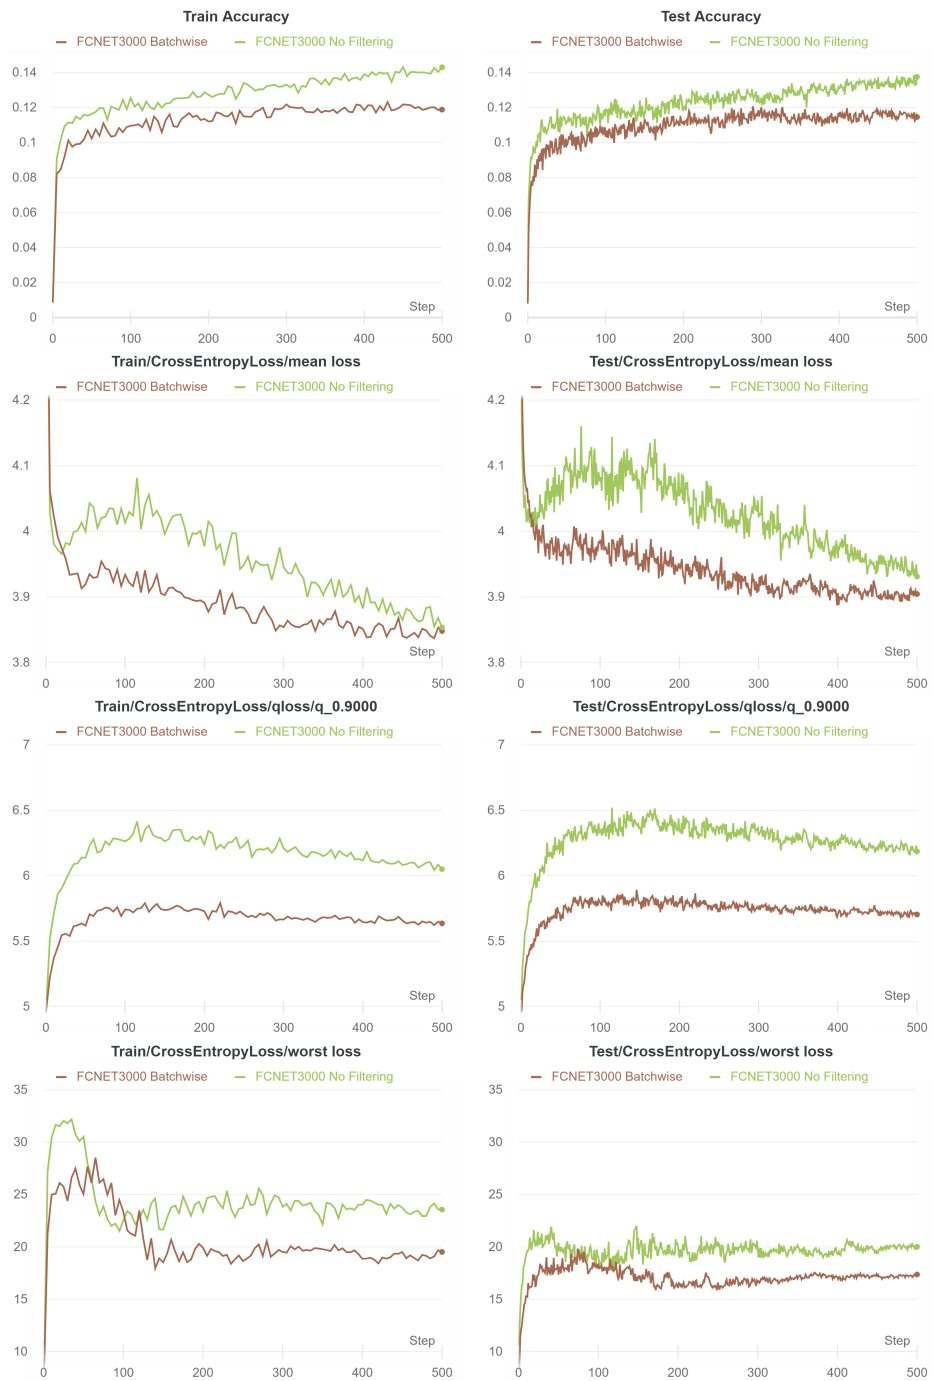 Train Accuracy
FCNET3000 Batchwise FCNET3000 No Filtering
0.14
0.12
0.1
0.08
0.06
0.04
0.02
0
Step
0 100 200 300 400 500
Test Accuracy
FCNET3000 Batchwise FCNET3000 No Filtering
0.14
0.12
0.1
0.08
0.06
0.04
0.02
0
Step
0 100 200 300 400 500
Train/CrossEntropyLoss/mean loss
FCNET3000 Batchwise FCNET3000 No Filtering
4.2
4.1
4
3.9
3.8
Step
0 100 200 300 400 500
Test/CrossEntropyLoss/mean loss
FCNET3000 Batchwise FCNET3000 No Filtering
4.2
4.1
4
3.9
3.8
Step
0 100 200 300 400 500
Train/CrossEntropyLoss/qloss/q_0.9000
FCNET3000 Batchwise FCNET3000 No Filtering
7
6.5
6
5.5
5
Step
0 100 200 300 400 500
Test/CrossEntropyLoss/qloss/q_0.9000
FCNET3000 Batchwise FCNET3000 No Filtering
7
6.5
6
5.5
5
Step
0 100 200 300 400 500
Train/CrossEntropyLoss/worst loss
FCNET3000 Batchwise FCNET3000 No Filtering
35
30
25
20
15
10
Step
0 100 200 300 400 500
Test/CrossEntropyLoss/worst loss
FCNET3000 Batchwise FCNET3000 No Filtering
35
30
25
20
15
10
Step
0 100 200 300 400 500